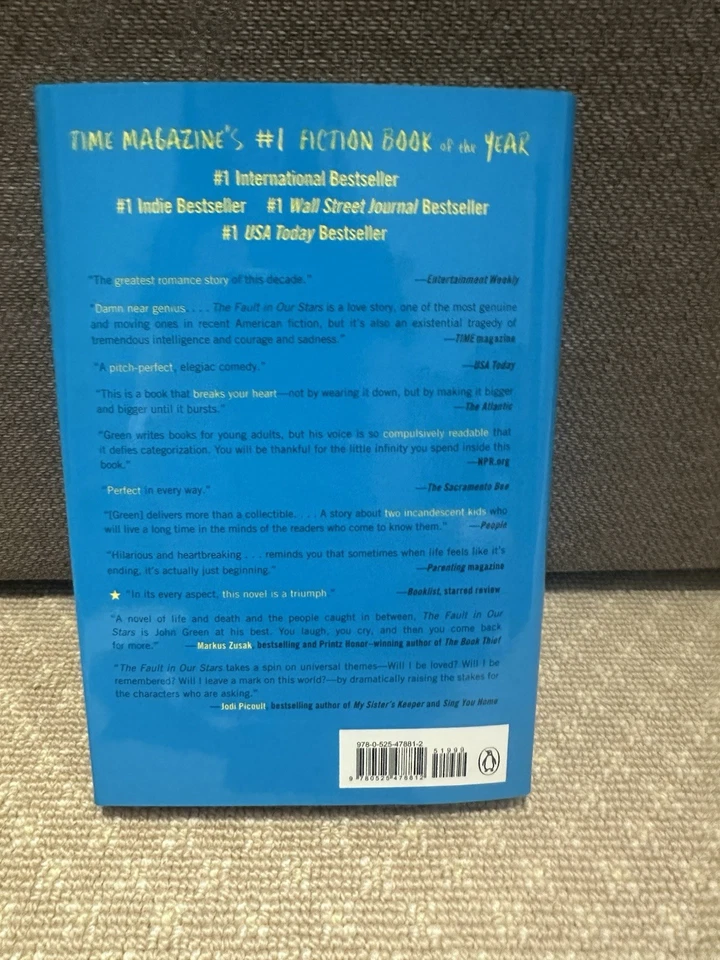 TIME MAGAZINE'S #1 FICTION BOOK of the YEAR
#1 International Bestseller
#1 Indie Bestseller #1 Wall Street Journal Bestseller
#1 USA Today Bestseller
"The greatest romance story of this decade." —Entertainment Weekly
"Damn near genius. . . . The Fault in Our Stars is a love story, one of the most genuine
and moving ones in recent American fiction, but it's also an existential tragedy of
tremendous intelligence and courage and sadness." —TIME magazine
"A pitch-perfect, elegiac comedy." —USA Today
"This is a book that breaks your heart—not by wearing it down, but by making it bigger
and bigger until it bursts." —The Atlantic
"Green writes books for young adults, but his voice is so compulsively readable that
it defies categorization. You will be thankful for the little infinity you spend inside this
book." —NPR.org
"Perfect in every way." —The Sacramento Bee
"[Green] delivers more than a collectible. . . . A story about two incandescent kids who
will live a long time in the minds of the readers who come to know them." —People
"Hilarious and heartbreaking . . . reminds you that sometimes when life feels like it's
ending, it's actually just beginning." —Parenting magazine
★ "In its every aspect, this novel is a triumph." —Booklist, starred review
"A novel of life and death and the people caught in between, The Fault in Our
Stars is John Green at his best. You laugh, you cry, and then you come back
for more." —Markus Zusak, bestselling and Printz Honor–winning author of The Book Thief
"The Fault in Our Stars takes a spin on universal themes—Will I be loved? Will I be
remembered? Will I leave a mark on this world?—by dramatically raising the stakes for
the characters who are asking."
—Jodi Picoult, bestselling author of My Sister's Keeper and Sing You Home
978-0-525-47881-2
51999
9 780525 478812